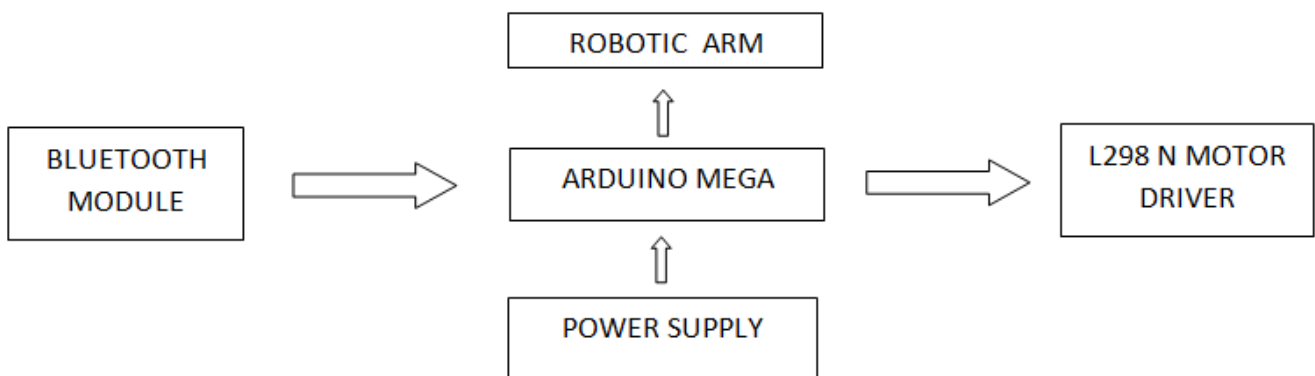 ROBOTIC ARM
BLUETOOTH
MODULE
ARDUINO MEGA
L298 N MOTOR
DRIVER
POWER SUPPLY